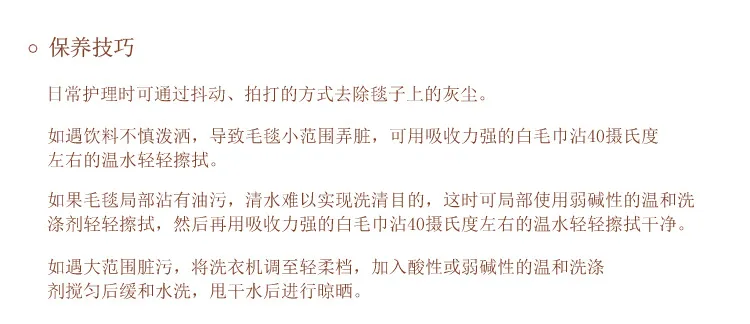 保养技巧
日常护理时可通过抖动、拍打的方式去除毯子上的灰尘。
如遇饮料不慎泼洒，导致毛毯小范围弄脏，可用吸收力强的白毛巾沾40摄氏度
左右的温水轻轻擦拭。
如果毛毯局部沾有油污，清水难以实现洗清目的，这时可局部使用弱碱性的温和洗
涤剂轻轻擦拭，然后再用吸收力强的白毛巾沾40摄氏度左右的温水轻轻擦拭干净。
如遇大范围脏污，将洗衣机调至轻柔档，加入酸性或弱碱性的温和洗涤
剂搅匀后缓和水洗，甩干水后进行晾晒。